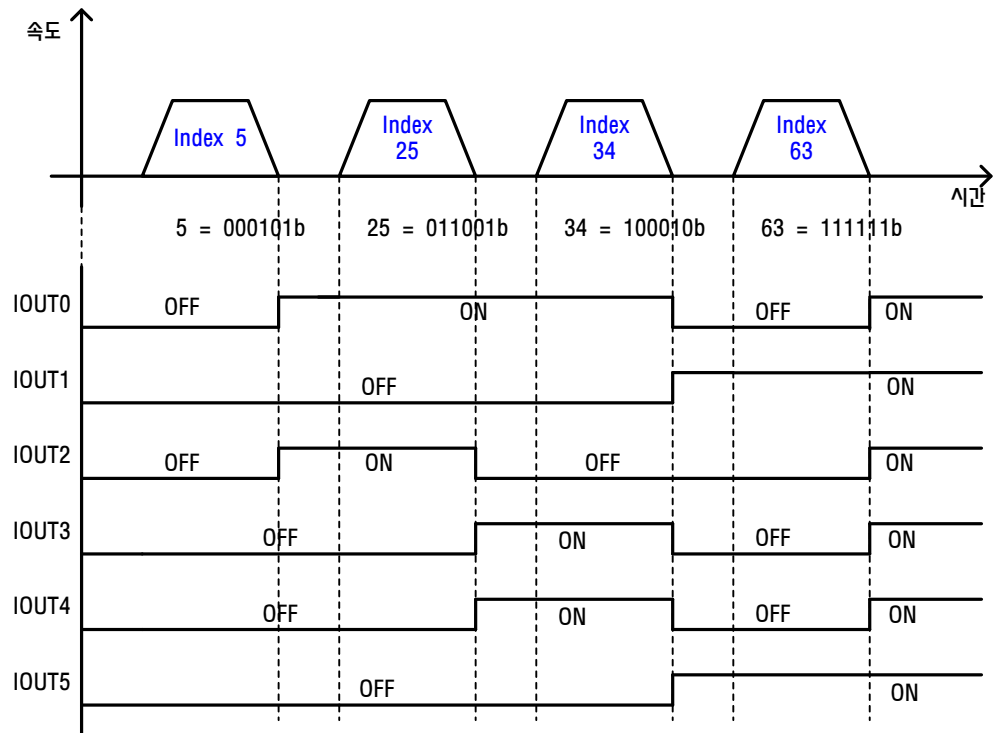 속도
Index 5
Index
25
Index
34
Index
63
시간
5 = 000101b
25 = 011001b
34 = 100010b
63 = 111111b
IOUT0
OFF
ON
OFF
ON
IOUT1
OFF
ON
IOUT2
OFF
ON
OFF
ON
IOUT3
OFF
ON
OFF
ON
IOUT4
OFF
ON
OFF
ON
IOUT5
OFF
ON